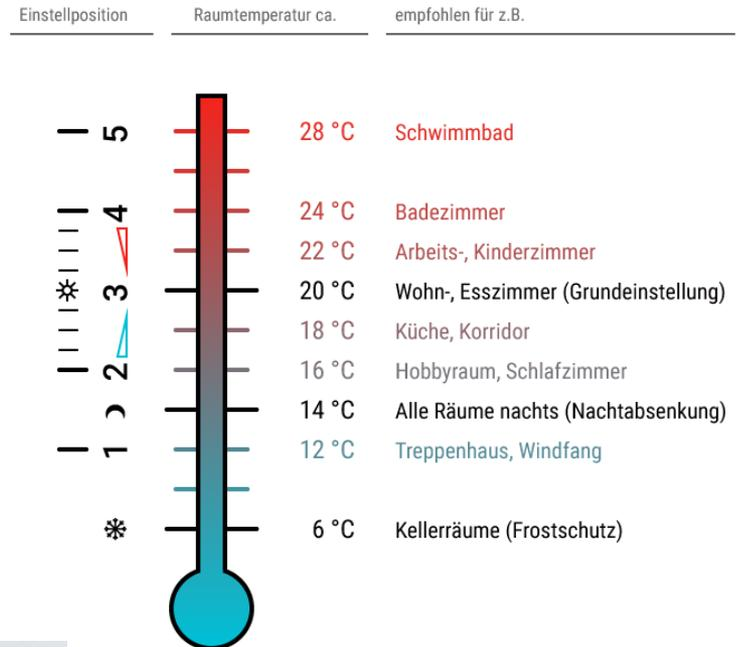 Einstellposition Raumtemperatur ca. empfohlen für z.B.
5 28 °C Schwimmbad
4 24 °C Badezimmer
22 °C Arbeits-, Kinderzimmer
3 20 °C Wohn-, Esszimmer (Grundeinstellung)
18 °C Küche, Korridor
2 16 °C Hobbyraum, Schlafzimmer
14 °C Alle Räume nachts (Nachtabsenkung)
1 12 °C Treppenhaus, Windfang
6 °C Kellerräume (Frostschutz)